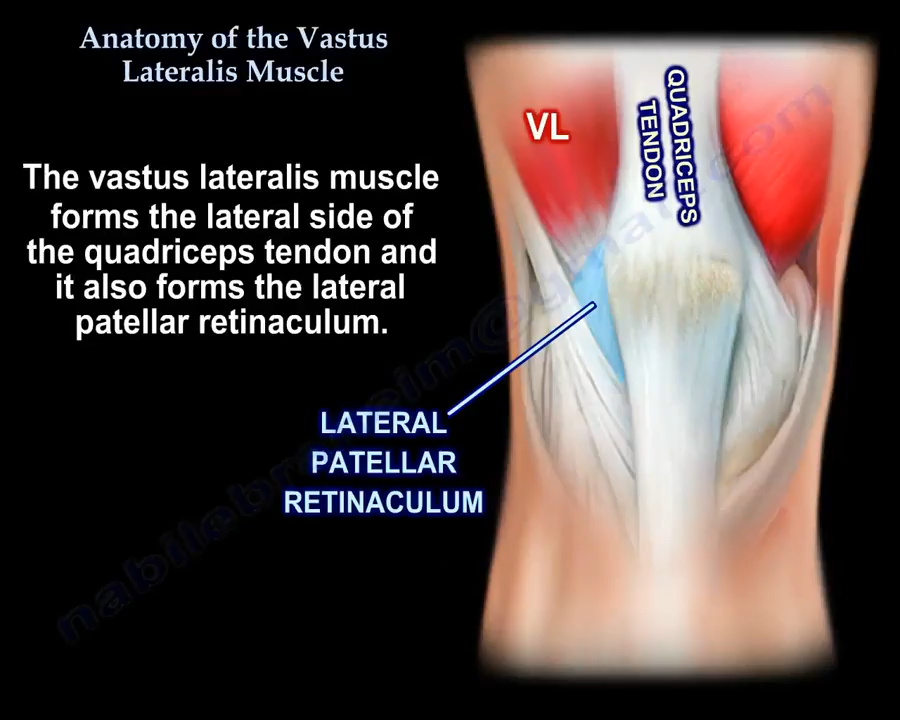 Anatomy of the Vastus
Lateralis Muscle
The vastus lateralis muscle
forms the lateral side of
the quadriceps tendon and
it also forms the lateral
patellar retinaculum.
VL
QUADRICEPS
TENDON
LATERAL
PATELLAR
RETINACULUM